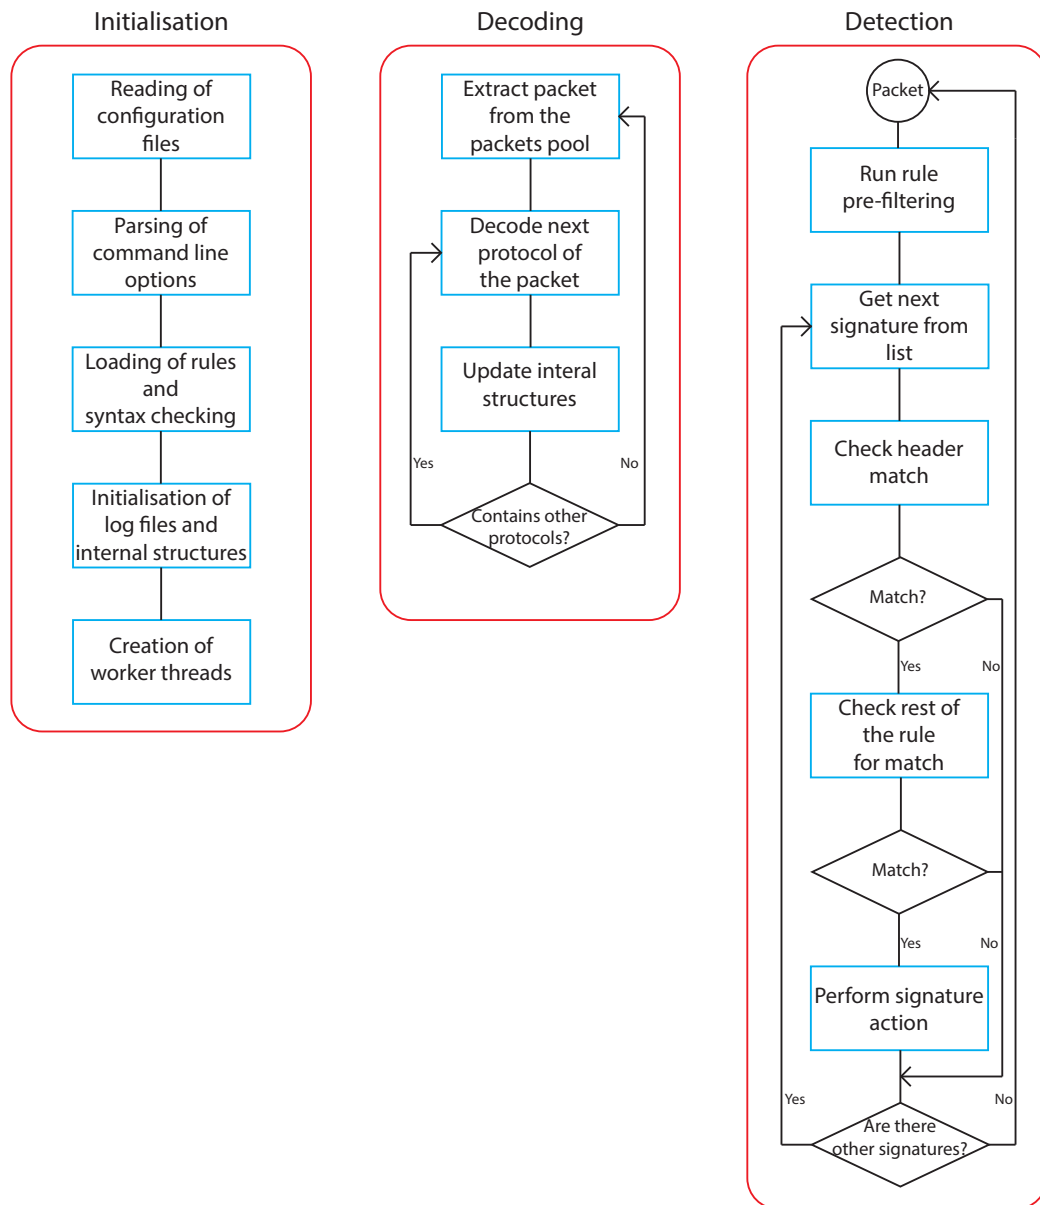 Initialisation
Reading of
configuration
files
Parsing of
command line
options
Loading of rules
and
syntax checking
Initialisation of
log files and
internal structures
Creation of
worker threads
Decoding
Extract packet
from the
packets pool
Decode next
protocol of
the packet
Update interal
structures
Yes
No
Contains other
protocols?
Detection
Packet
Run rule
pre-filtering
Get next
signature from
list
Check header
match
Match?
Yes
No
Check rest of
the rule
for match
Match?
Yes
No
Perform signature
action
Yes
No
Are there
other signatures?